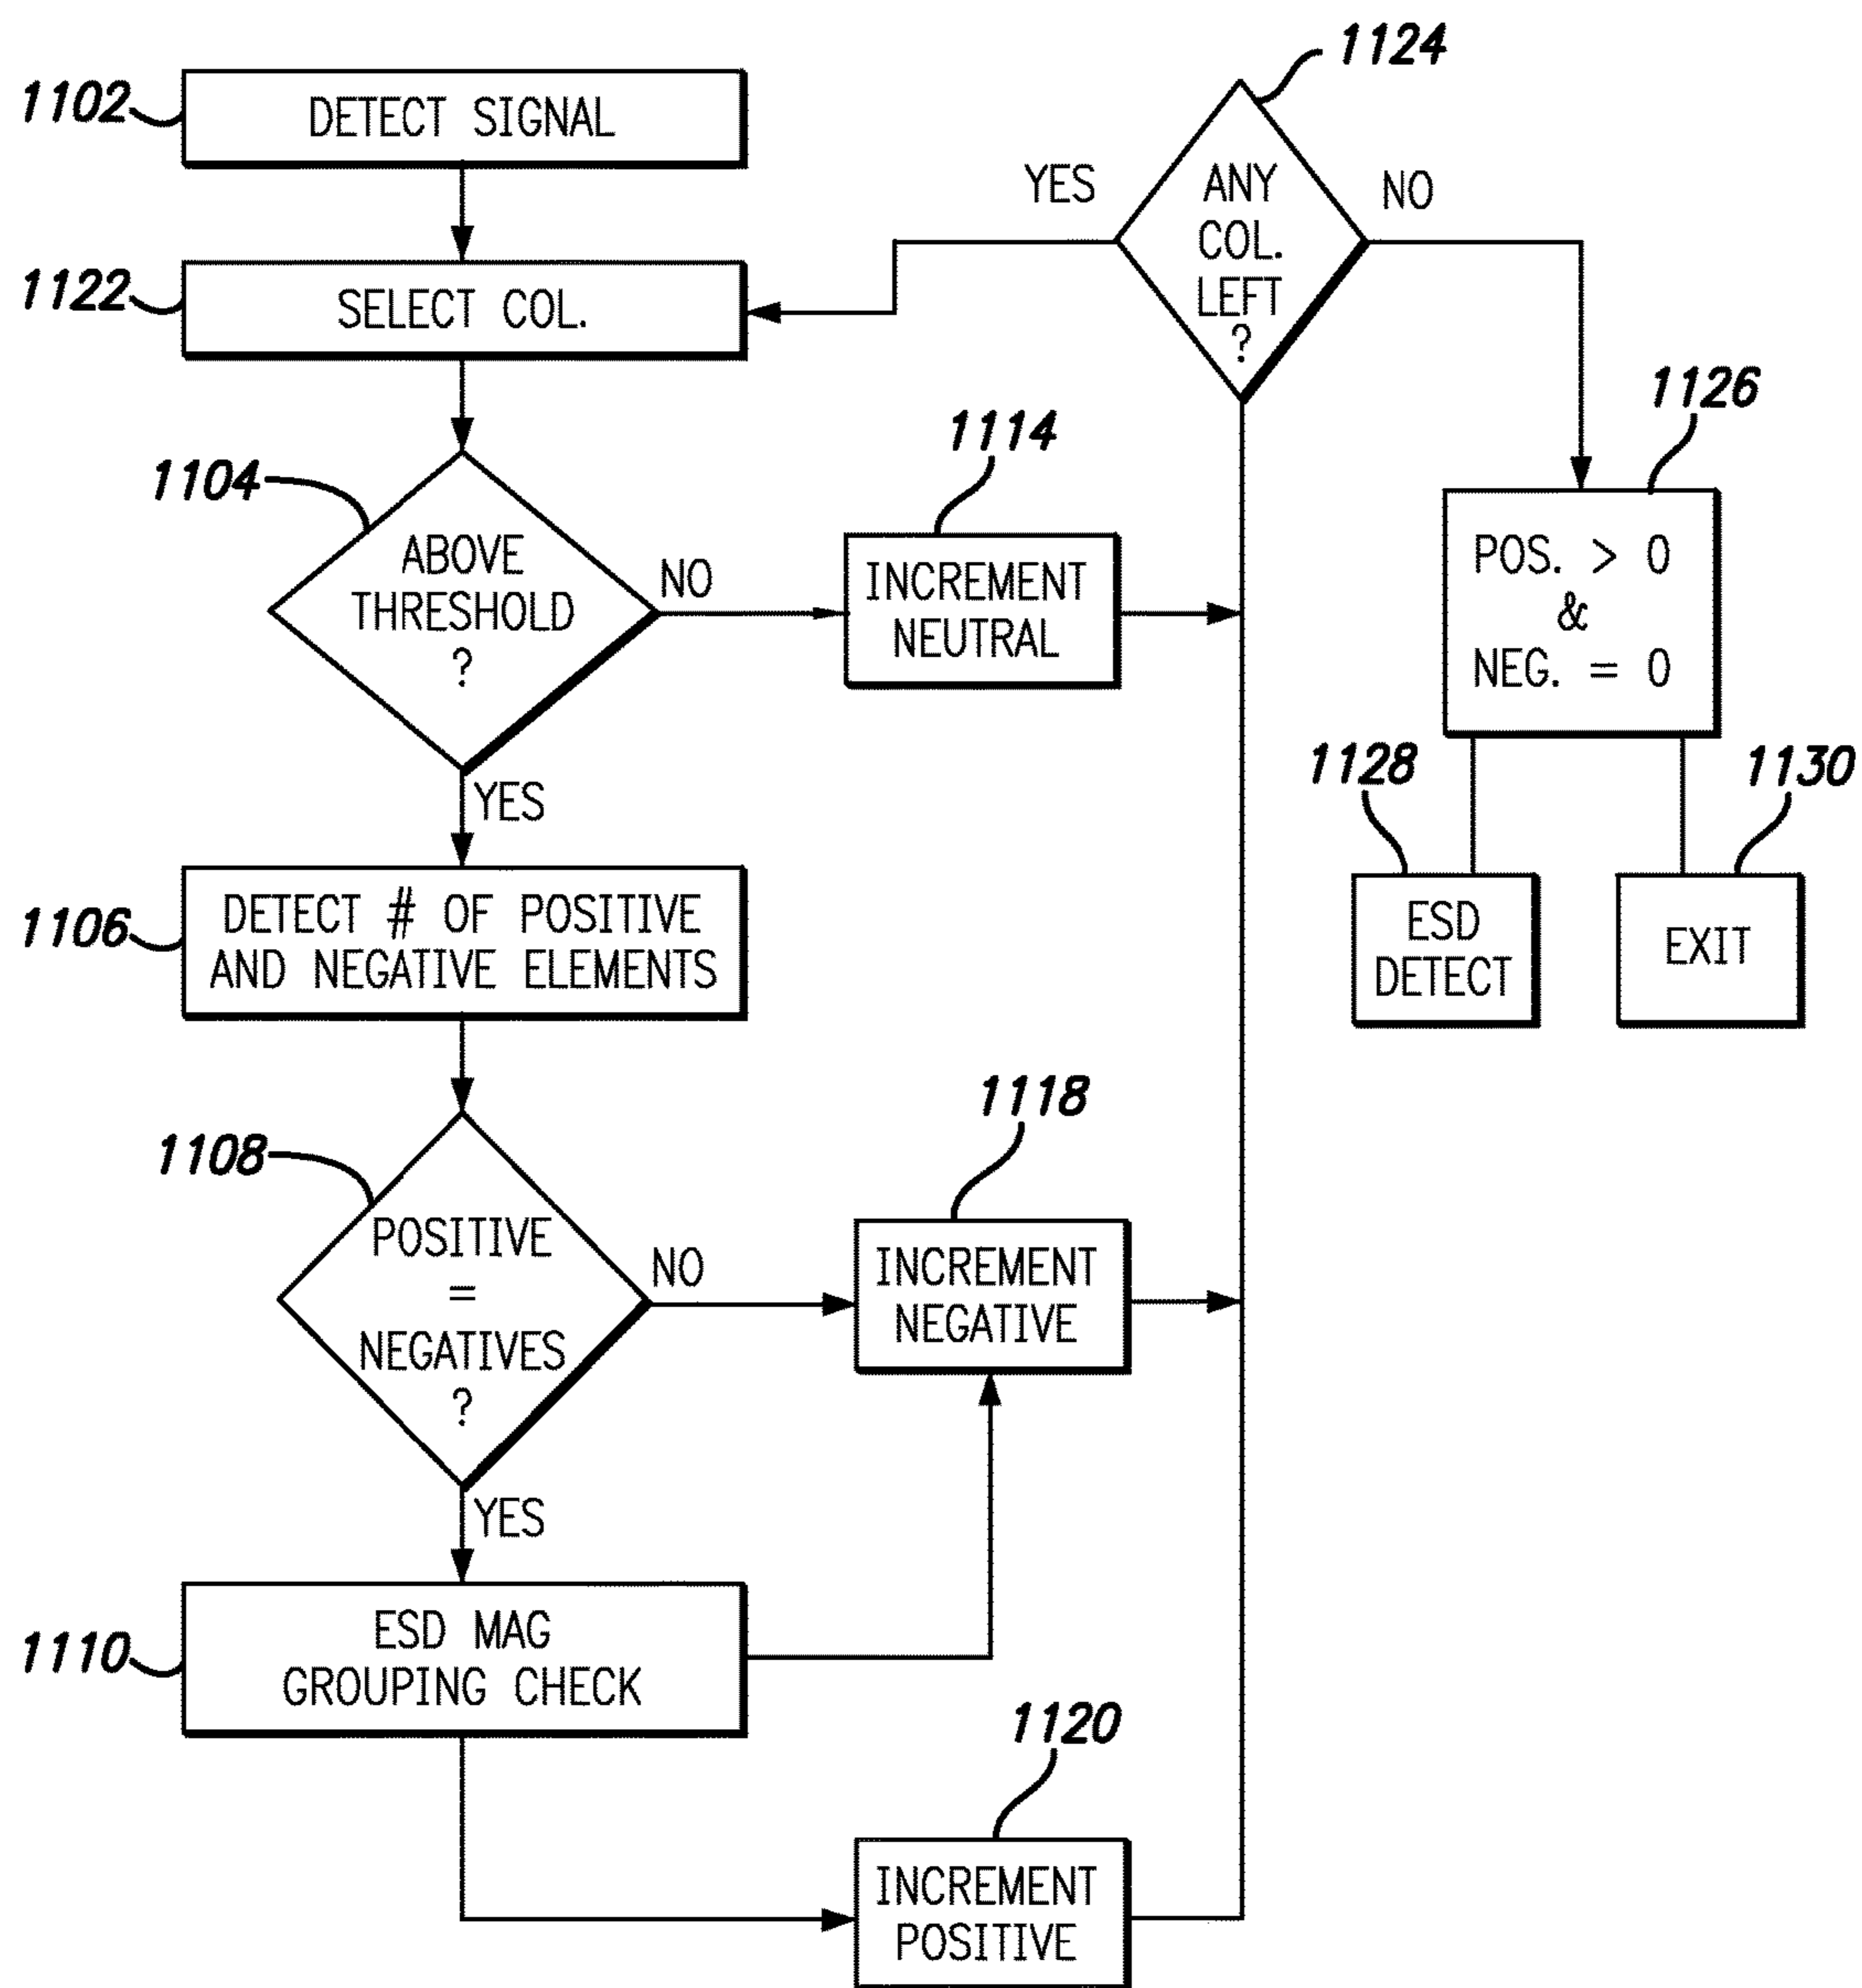 1102
DETECT SIGNAL
1122
SELECT COL.
1104
ABOVE
THRESHOLD
?
NO
YES
1114
INCREMENT
NEUTRAL
1106
DETECT # OF POSITIVE
AND NEGATIVE ELEMENTS
1108
POSITIVE
=
NEGATIVES
?
NO
YES
1118
INCREMENT
NEGATIVE
1110
ESD MAG
GROUPING CHECK
1120
INCREMENT
POSITIVE
1124
YES
ANY
COL.
LEFT
?
NO
1126
POS. > 0
&
NEG. = 0
1128
ESD
DETECT
1130
EXIT